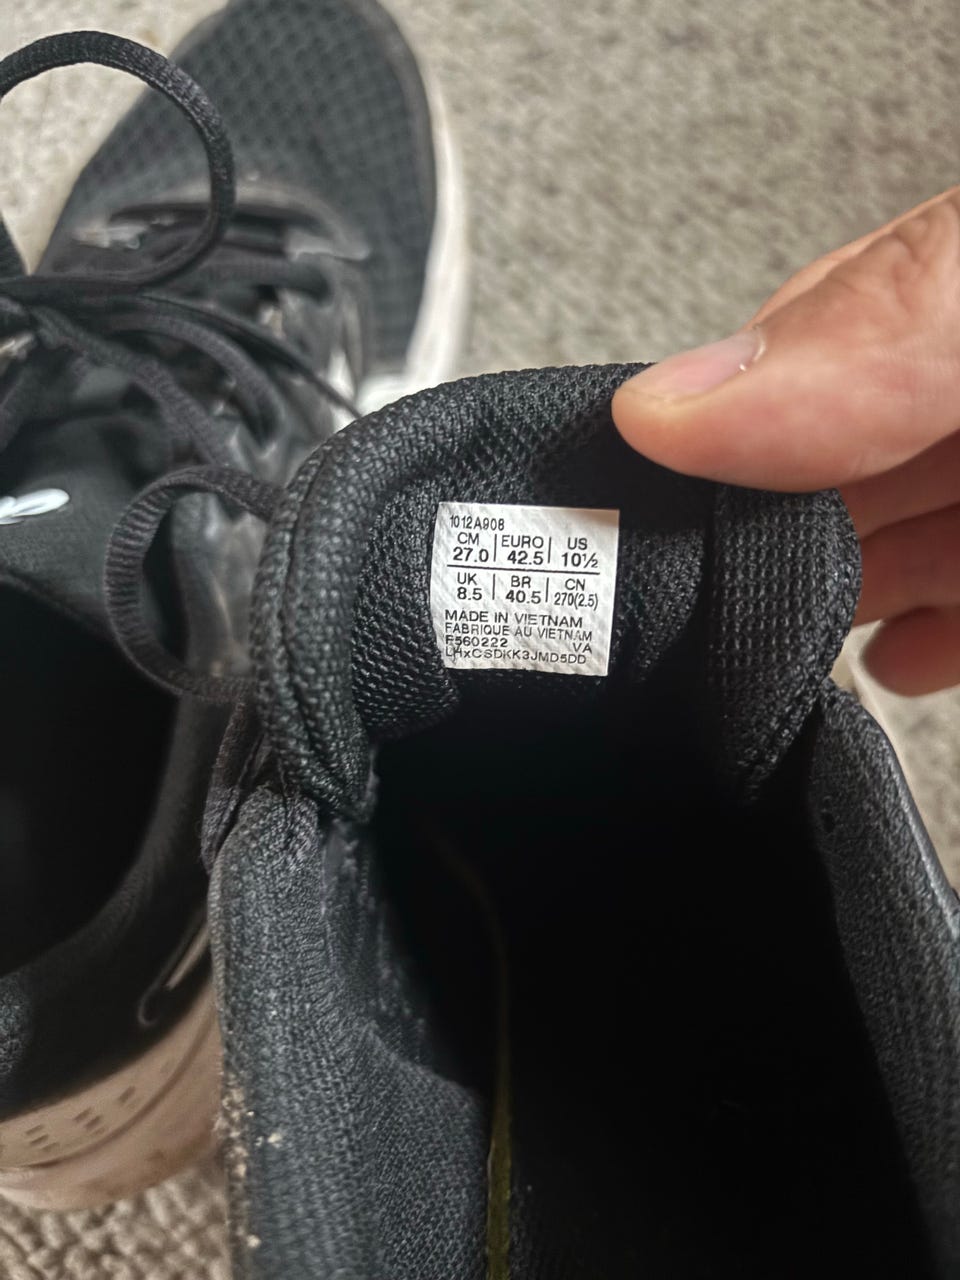 1012A908
CM EURO US
27.0 42.5 10½
UK BR CN
8.5 40.5 270(2.5)
MADE IN VIETNAM
FABRIQUE AU VIETNAM
F560222 VA
LHxCSDKK3JMD5DD